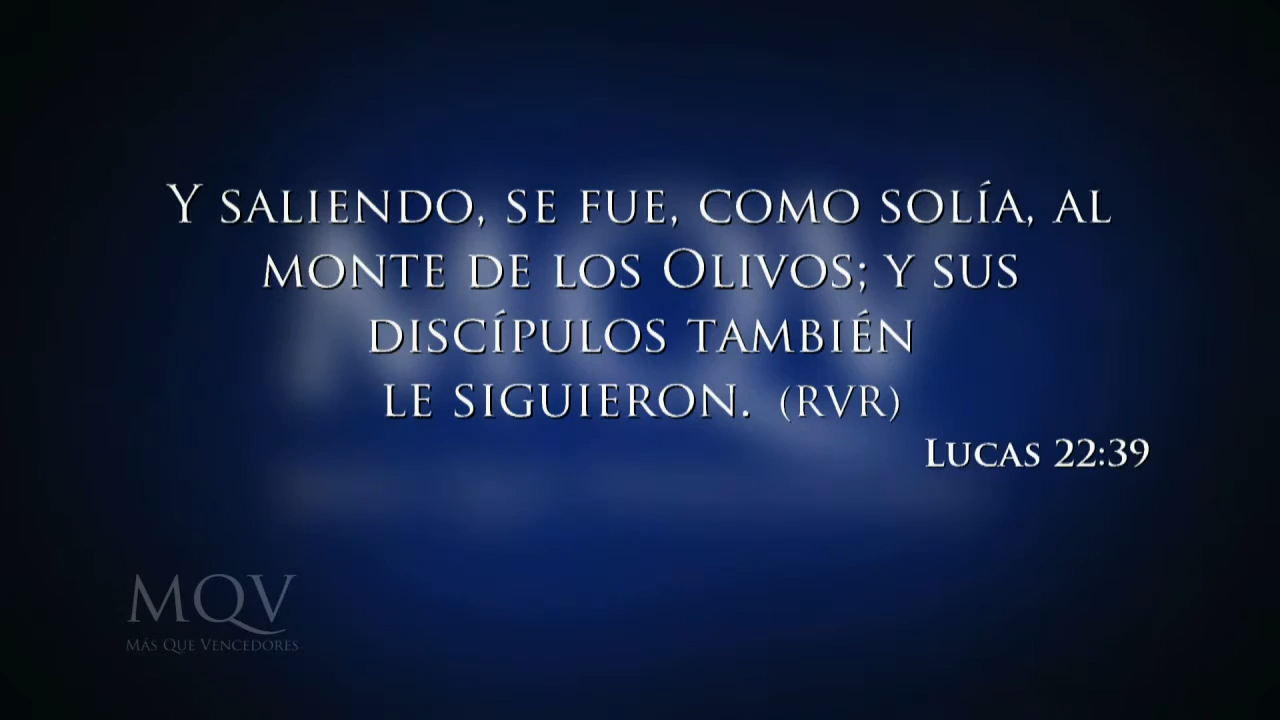 Y saliendo, se fue, como solía, al
monte de los Olivos; y sus
discípulos también
le siguieron. (RVR)
Lucas 22:39
MQV
Más Que Vencedores